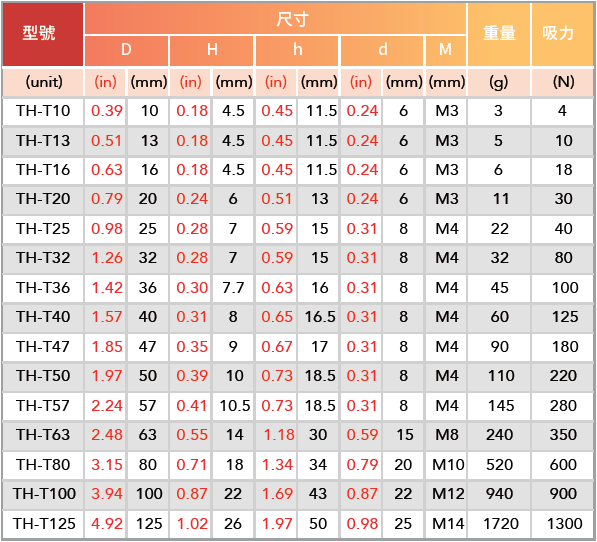 型號 尺寸 重量 吸力
D H h d M
(unit) (in) (mm) (in) (mm) (in) (mm) (in) (mm) (mm) (g) (N)
TH-T10 0.39 10 0.18 4.5 0.45 11.5 0.24 6 M3 3 4
TH-T13 0.51 13 0.18 4.5 0.45 11.5 0.24 6 M3 5 10
TH-T16 0.63 16 0.18 4.5 0.45 11.5 0.24 6 M3 6 18
TH-T20 0.79 20 0.24 6 0.51 13 0.24 6 M3 11 30
TH-T25 0.98 25 0.28 7 0.59 15 0.31 8 M4 22 40
TH-T32 1.26 32 0.28 7 0.59 15 0.31 8 M4 32 80
TH-T36 1.42 36 0.30 7.7 0.63 16 0.31 8 M4 45 100
TH-T40 1.57 40 0.31 8 0.65 16.5 0.31 8 M4 60 125
TH-T47 1.85 47 0.35 9 0.67 17 0.31 8 M4 90 180
TH-T50 1.97 50 0.39 10 0.73 18.5 0.31 8 M4 110 220
TH-T57 2.24 57 0.41 10.5 0.73 18.5 0.31 8 M4 145 280
TH-T63 2.48 63 0.55 14 1.18 30 0.59 15 M8 240 350
TH-T80 3.15 80 0.71 18 1.34 34 0.79 20 M10 520 600
TH-T100 3.94 100 0.87 22 1.69 43 0.87 22 M12 940 900
TH-T125 4.92 125 1.02 26 1.97 50 0.98 25 M14 1720 1300